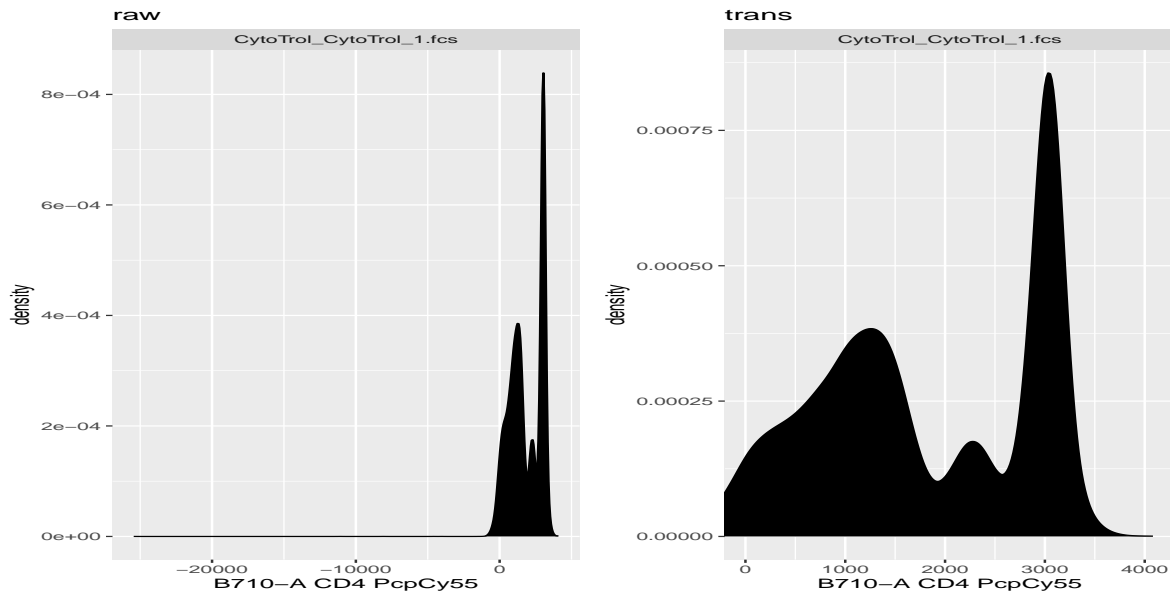 raw
CytoTrol_CytoTrol_1.fcs
8e−04
6e−04
4e−04
2e−04
0e+00
density
−20000
−10000
0
B710−A CD4 PcpCy55
trans
CytoTrol_CytoTrol_1.fcs
0.00075
0.00050
0.00025
0.00000
density
0
1000
2000
3000
4000
B710−A CD4 PcpCy55